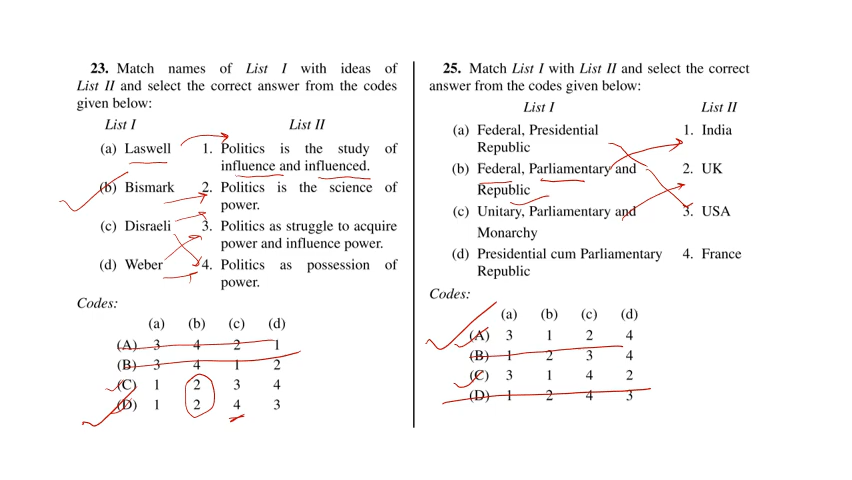 23. Match names of List I with ideas of
List II and select the correct answer from the codes
given below:
List I List II
(a) Laswell 1. Politics is the study of
influence and influenced.
(b) Bismark 2. Politics is the science of
power.
(c) Disraeli 3. Politics as struggle to acquire
power and influence power.
(d) Weber 4. Politics as possession of
power.
Codes:
(a) (b) (c) (d)
(A) 3 4 2 1
(B) 3 4 1 2
(C) 1 2 3 4
(D) 1 2 4 3
25. Match List I with List II and select the correct
answer from the codes given below:
List I List II
(a) Federal, Presidential 1. India
Republic
(b) Federal, Parliamentary and 2. UK
Republic
(c) Unitary, Parliamentary and 3. USA
Monarchy
(d) Presidential cum Parliamentary 4. France
Republic
Codes:
(a) (b) (c) (d)
(A) 3 1 2 4
(B) 1 2 3 4
(C) 3 1 4 2
(D) 1 2 4 3